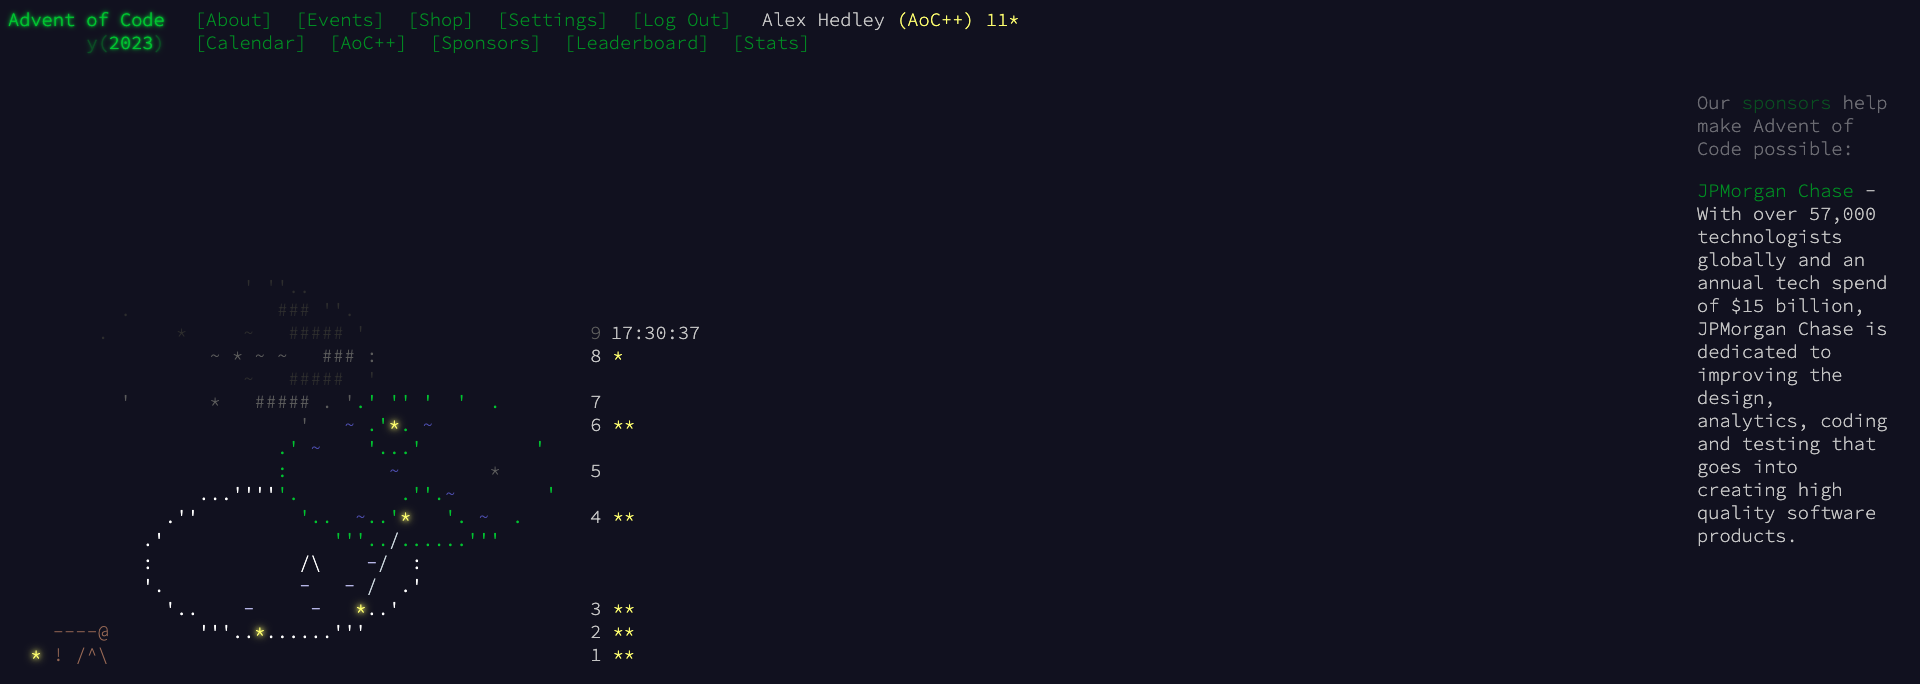 Advent of Code [About] [Events] [Shop] [Settings] [Log Out] Alex Hedley (AoC++) 11*
y(2023) [Calendar] [AoC++] [Sponsors] [Leaderboard] [Stats]
Our sponsors help
make Advent of
Code possible:
JPMorgan Chase -
With over 57,000
technologists
globally and an
annual tech spend
of $15 billion,
JPMorgan Chase is
dedicated to
improving the
design,
analytics, coding
and testing that
goes into
creating high
quality software
products.
' ''..
. ### ''.
. * ~ ##### ' 9 17:30:37
~ * ~ ~ ### : 8 *
~ ##### '
' * ##### . '.' '' ' ' . 7
' ~ .'*. ~ 6 **
.' ~ '...' '
: ~ * 5
...'''''. .''.~ '
.'' '.. ~..'* '. ~ . 4 **
.' '''../......'''
: /\ -/ :
'. - - / .'
'.. - - *..' 3 **
----@ '''..*......''' 2 **
* ! /^\ 1 **